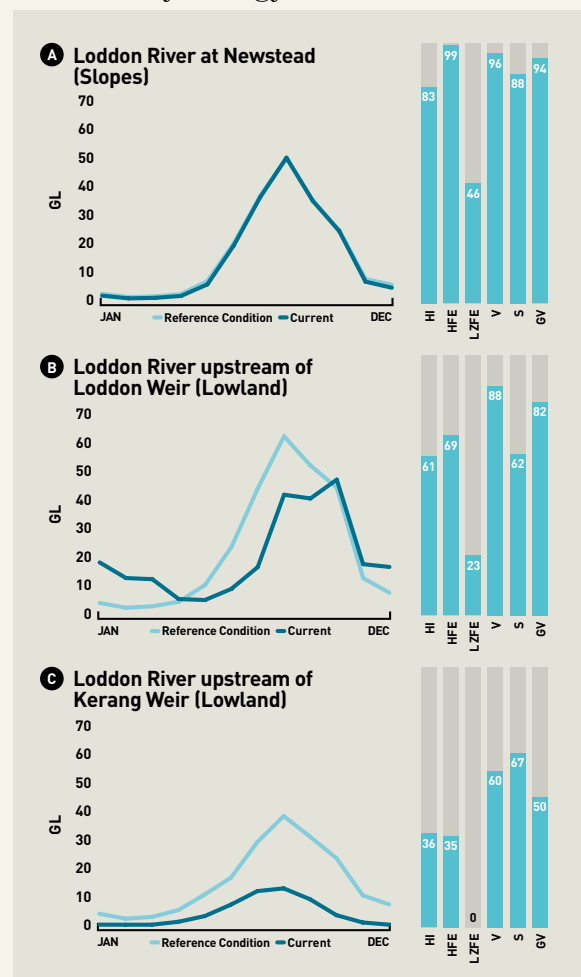 A Loddon River at Newstead
(Slopes)
70
60
50
40
30
20
10
0
GL
JAN
Reference Condition
Current
DEC
83
99
46
96
88
94
HI
HFE
LZFE
V
S
GV
B Loddon River upstream of
Loddon Weir (Lowland)
70
60
50
40
30
20
10
0
GL
JAN
Reference Condition
Current
DEC
61
69
23
88
62
82
HI
HFE
LZFE
V
S
GV
C Loddon River upstream of
Kerang Weir (Lowland)
70
60
50
40
30
20
10
0
GL
JAN
Reference Condition
Current
DEC
36
35
0
60
67
50
HI
HFE
LZFE
V
S
GV